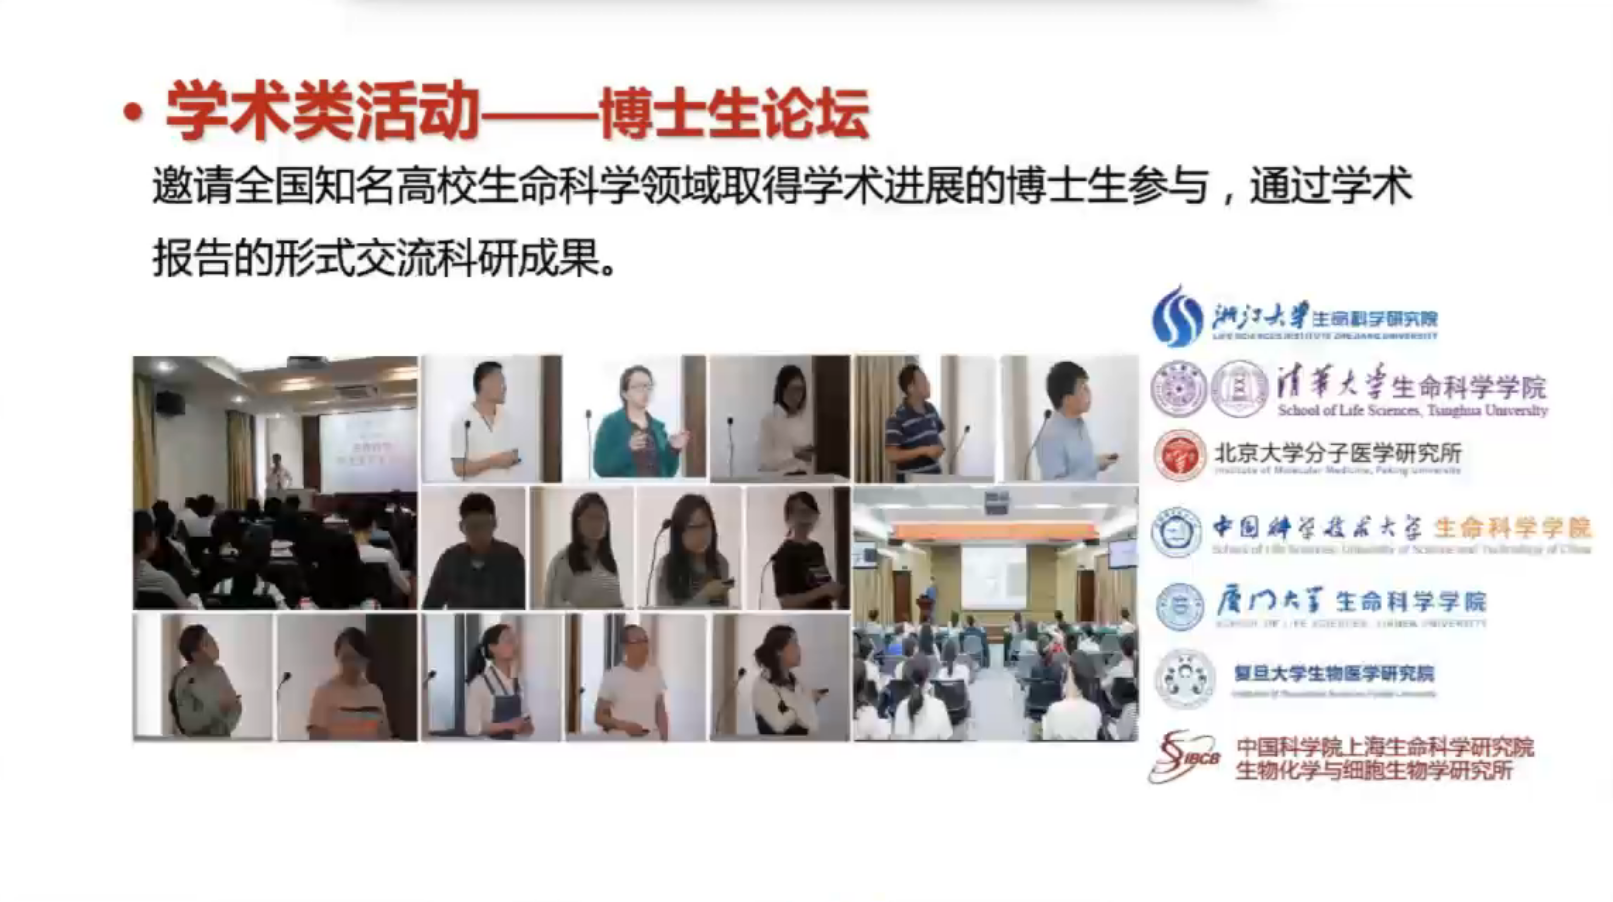 • 学术类活动——博士生论坛
邀请全国知名高校生命科学领域取得学术进展的博士生参与，通过学术
报告的形式交流科研成果。
浙江大学生命科学研究院
LIFE SCIENCES INSTITUTE ZHEJIANG UNIVERSITY
清华大学生命科学学院
School of Life Sciences, Tsinghua University
北京大学分子医学研究所
Institute of Molecular Medicine, Peking University
中国科学技术大学 生命科学学院
School of Life Sciences, University of Science and Technology of China
厦门大学 生命科学学院
SCHOOL OF LIFE SCIENCES, XIAMEN UNIVERSITY
复旦大学生物医学研究院
SIBCB
中国科学院上海生命科学研究院
生物化学与细胞生物学研究所